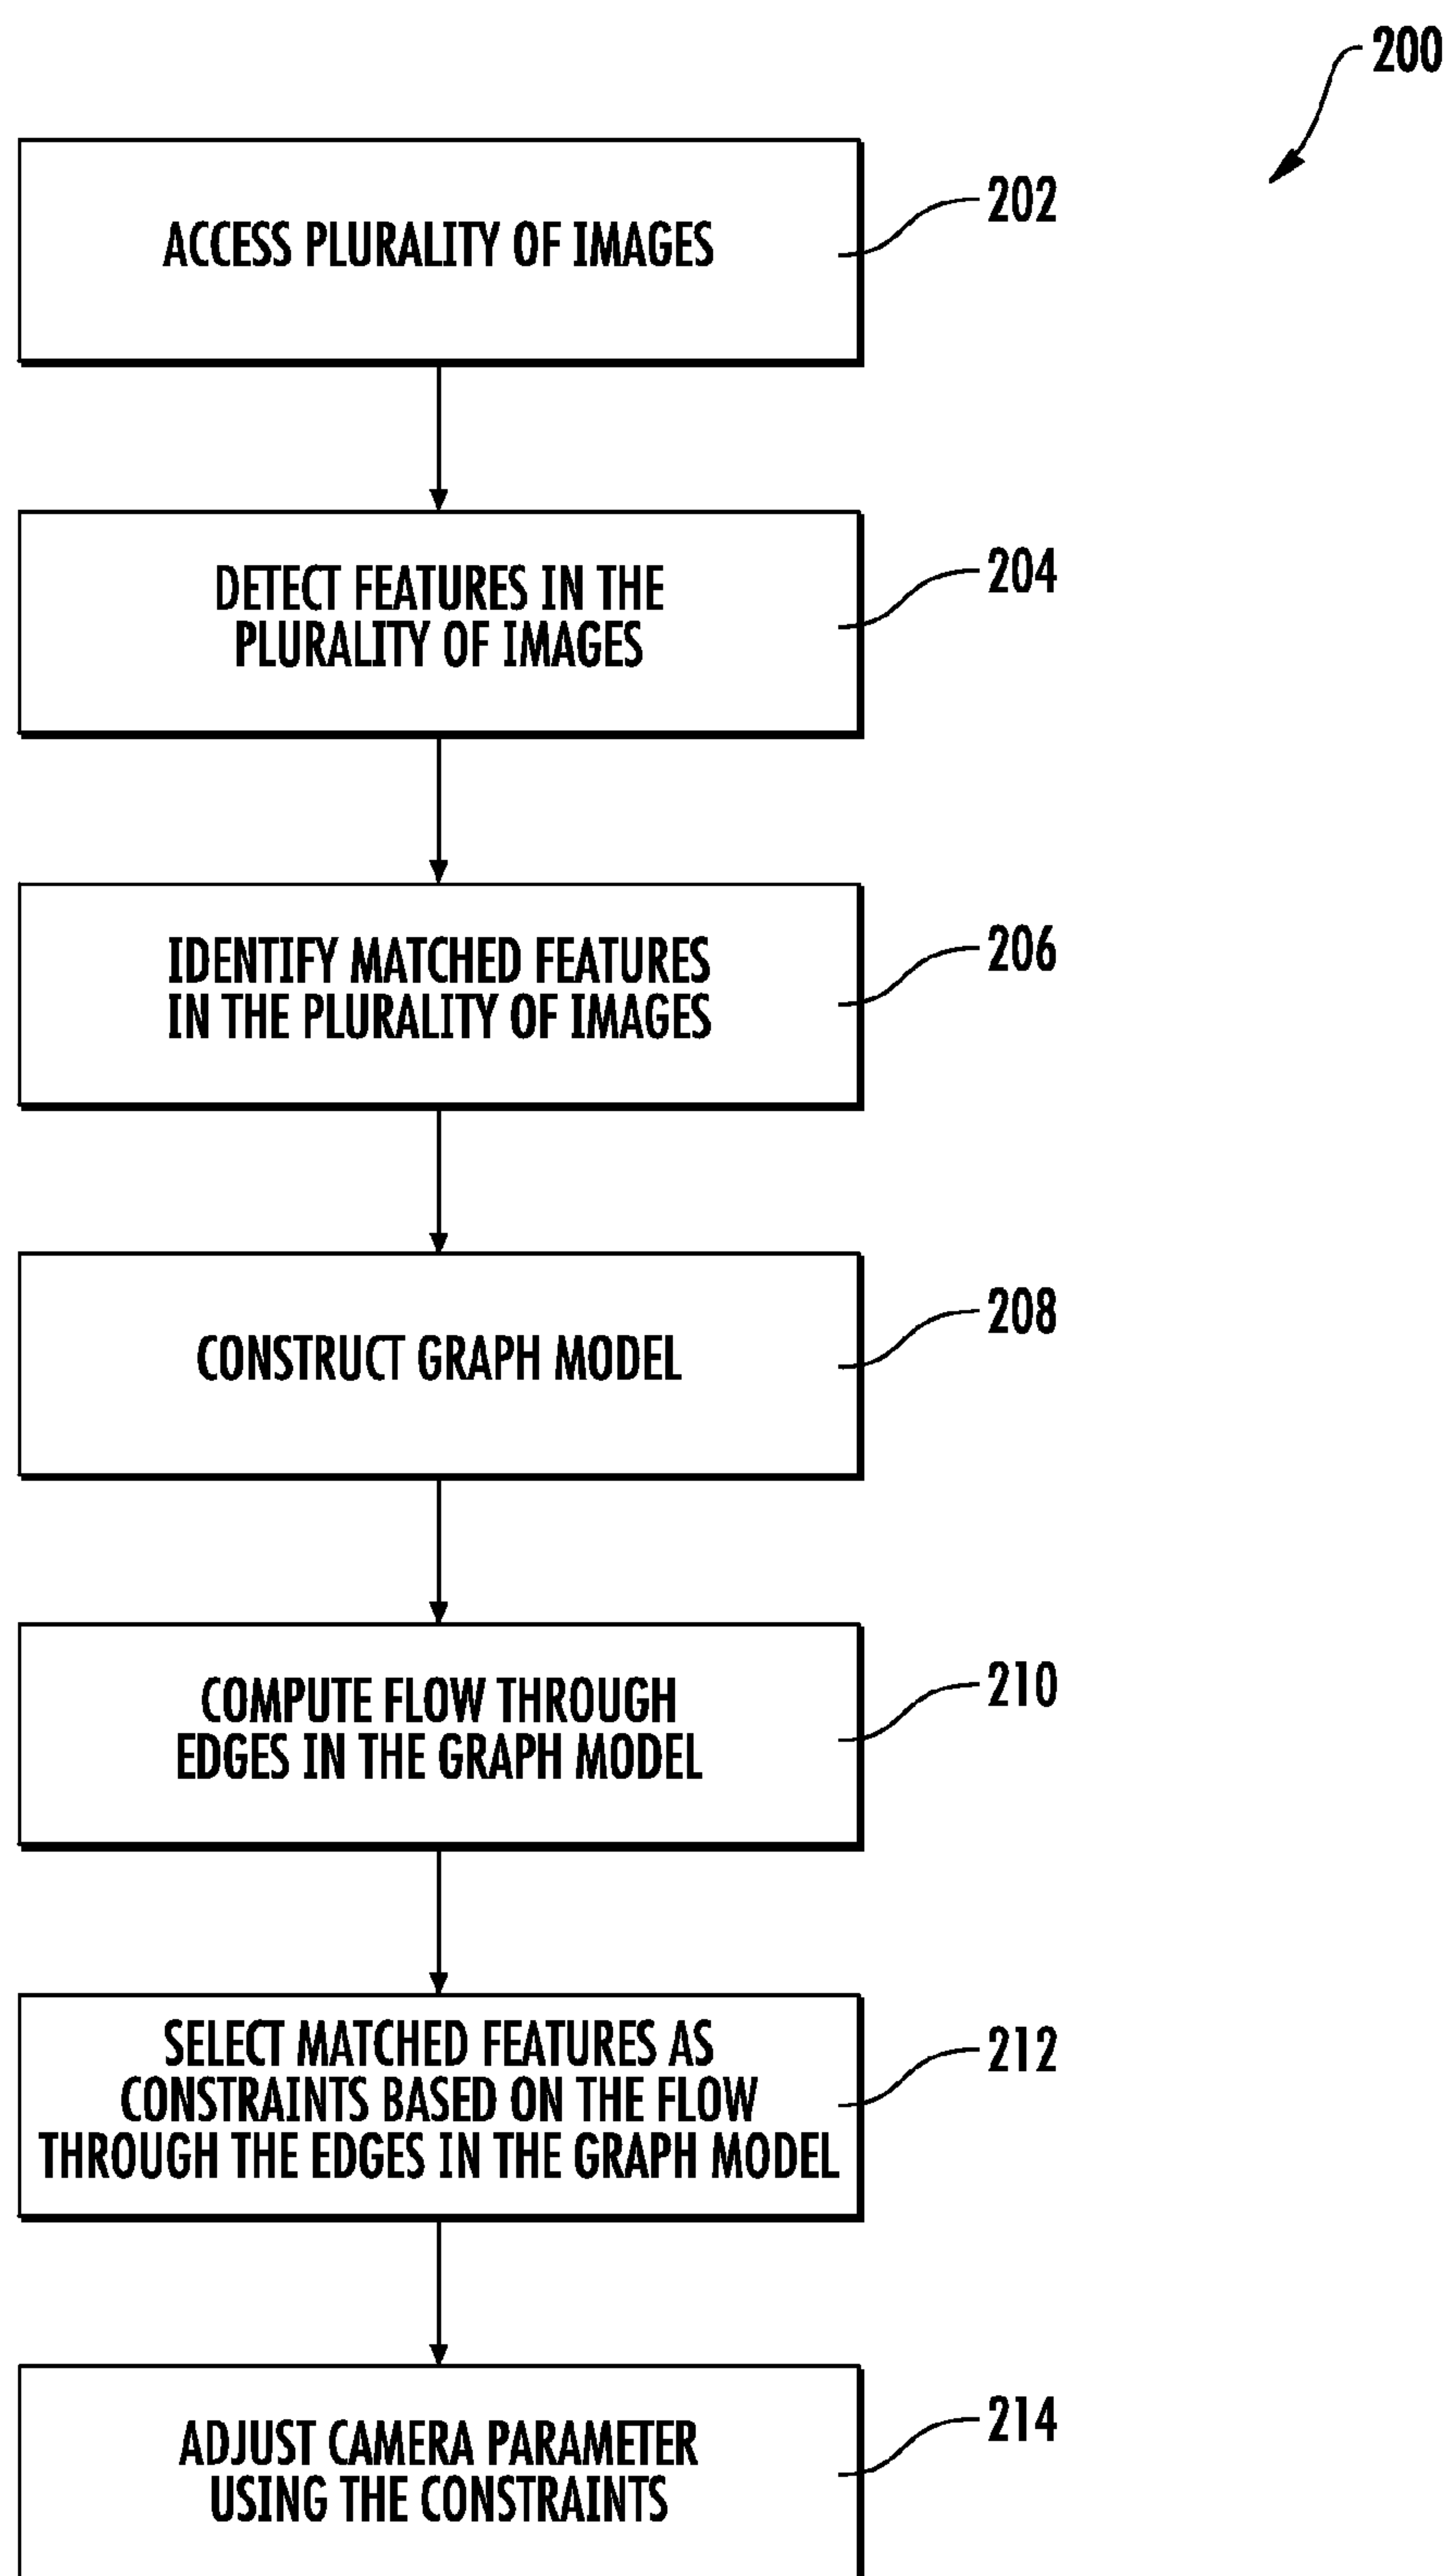 200
ACCESS PLURALITY OF IMAGES
202
DETECT FEATURES IN THE
PLURALITY OF IMAGES
204
IDENTIFY MATCHED FEATURES
IN THE PLURALITY OF IMAGES
206
CONSTRUCT GRAPH MODEL
208
COMPUTE FLOW THROUGH
EDGES IN THE GRAPH MODEL
210
SELECT MATCHED FEATURES AS
CONSTRAINTS BASED ON THE FLOW
THROUGH THE EDGES IN THE GRAPH MODEL
212
ADJUST CAMERA PARAMETER
USING THE CONSTRAINTS
214